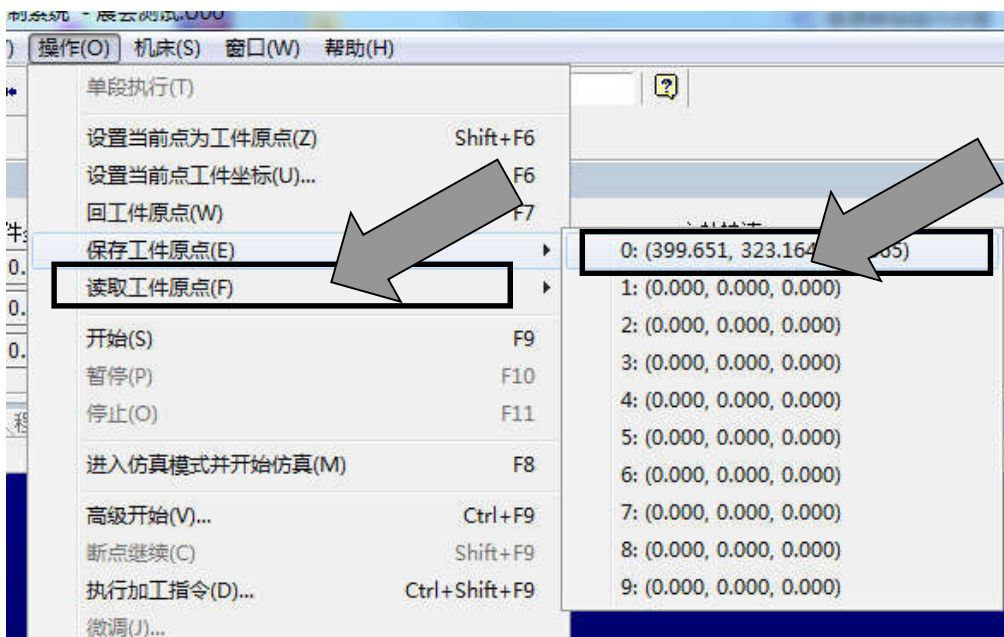 制系统 - 晨会测试.U00
操作(O) 机床(S) 窗口(W) 帮助(H)
单段执行(T)
设置当前点为工件原点(Z) Shift+F6
设置当前点工件坐标(U)... F6
回工件原点(W) F7
保存工件原点(E)
读取工件原点(F)
开始(S) F9
暂停(P) F10
停止(O) F11
进入仿真模式并开始仿真(M) F8
高级开始(V)... Ctrl+F9
断点继续(C) Shift+F9
执行加工指令(D)... Ctrl+Shift+F9
微调(J)...
0: (399.651, 323.164
1: (0.000, 0.000, 0.000)
2: (0.000, 0.000, 0.000)
3: (0.000, 0.000, 0.000)
4: (0.000, 0.000, 0.000)
5: (0.000, 0.000, 0.000)
6: (0.000, 0.000, 0.000)
7: (0.000, 0.000, 0.000)
8: (0.000, 0.000, 0.000)
9: (0.000, 0.000, 0.000)